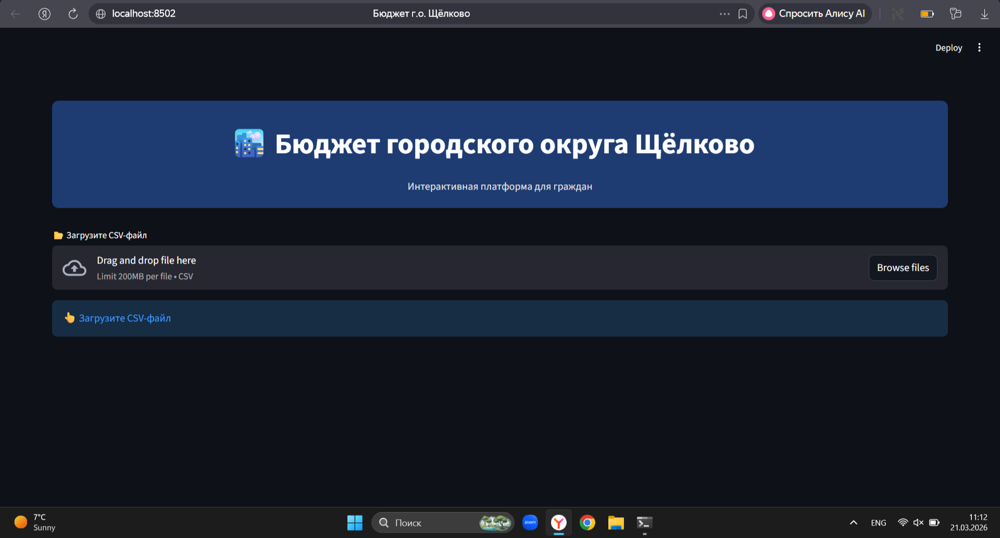 localhost:8502
Бюджет г.о. Щёлково
Спросить Алису AI
Deploy
Бюджет городского округа Щёлково
Интерактивная платформа для граждан
Загрузите CSV-файл
Drag and drop file here
Limit 200MB per file • CSV
Browse files
Загрузите CSV-файл
7°C
Sunny
Поиск
zoom
ENG
11:12
21.03.2026